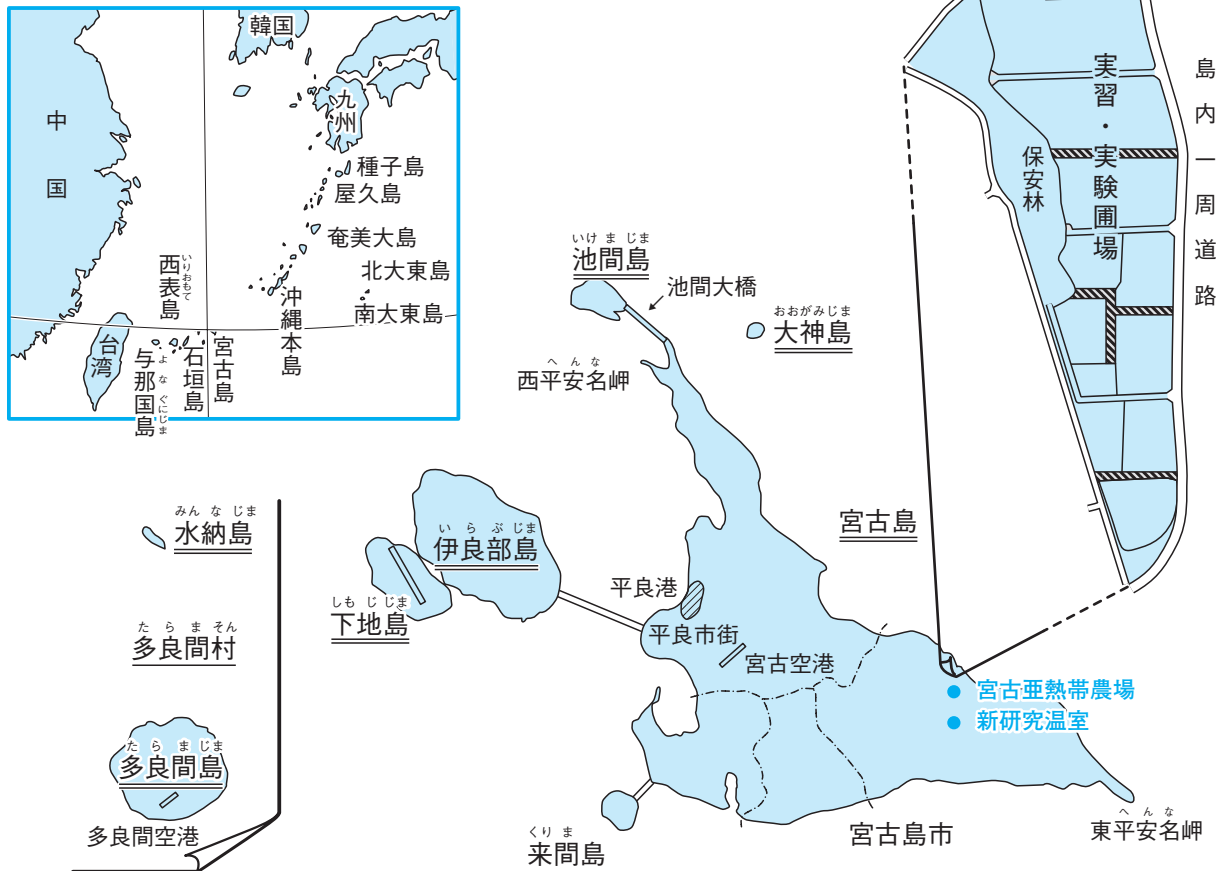 韓国
中国
九州
種子島
屋久島
奄美大島
北大東島
南大東島
沖縄本島
いりおもて
西表島
台湾
よなぐにじま
与那国島
石垣島
宮古島
いけまじま
池間島
池間大橋
おおがみじま
大神島
へんな
西平安名岬
実習・実験圃場
保安林
島内一周道路
みんなじま
水納島
いらぶじま
伊良部島
しもじじま
下地島
宮古島
平良港
平良市街
宮古空港
たらまそん
多良間村
宮古亜熱帯農場
新研究温室
たらまじま
多良間島
多良間空港
くりま
来間島
宮古島市
へんな
東平安名岬